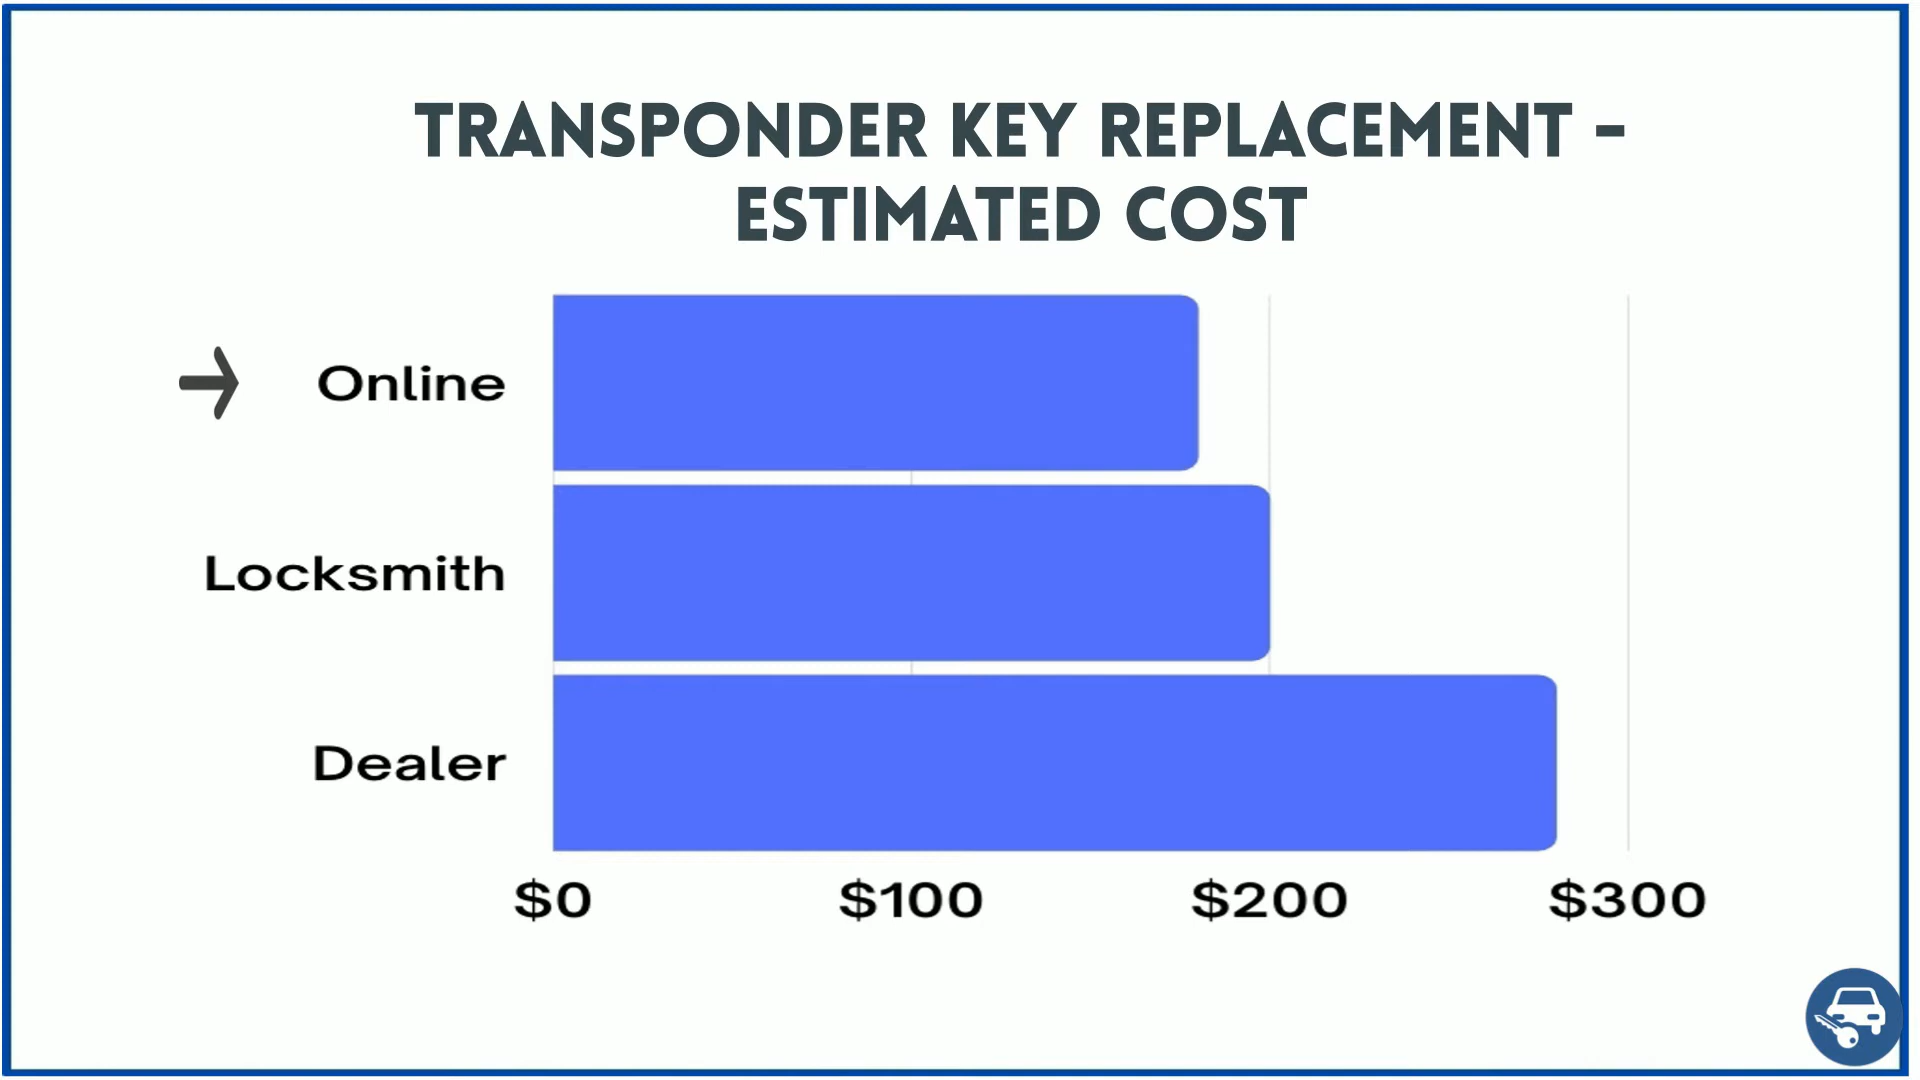 TRANSPONDER KEY REPLACEMENT -
ESTIMATED COST
Online
Locksmith
Dealer
$0 $100 $200 $300